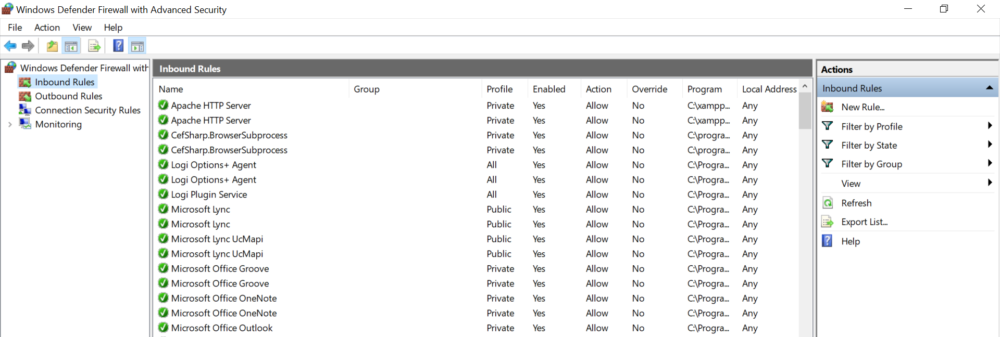 Windows Defender Firewall with Advanced Security
File Action View Help
Windows Defender Firewall with
Inbound Rules
Outbound Rules
Connection Security Rules
Monitoring
Inbound Rules
Name Group Profile Enabled Action Override Program Local Address
Apache HTTP Server Private Yes Allow No C:\xampp... Any
Apache HTTP Server Private Yes Allow No C:\xampp... Any
CefSharp.BrowserSubprocess Private Yes Allow No C:\progra... Any
CefSharp.BrowserSubprocess Private Yes Allow No C:\progra... Any
Logi Options+ Agent All Yes Allow No C:\Progra... Any
Logi Options+ Agent All Yes Allow No C:\Progra... Any
Logi Plugin Service All Yes Allow No C:\Progra... Any
Microsoft Lync Public Yes Allow No C:\Progra... Any
Microsoft Lync Public Yes Allow No C:\Progra... Any
Microsoft Lync UcMapi Public Yes Allow No C:\Progra... Any
Microsoft Lync UcMapi Public Yes Allow No C:\Progra... Any
Microsoft Office Groove Private Yes Allow No C:\Progra... Any
Microsoft Office Groove Private Yes Allow No C:\Progra... Any
Microsoft Office OneNote Private Yes Allow No C:\Progra... Any
Microsoft Office OneNote Private Yes Allow No C:\Progra... Any
Microsoft Office Outlook Private Yes Allow No C:\Progra... Any
Actions
Inbound Rules
New Rule...
Filter by Profile
Filter by State
Filter by Group
View
Refresh
Export List...
Help